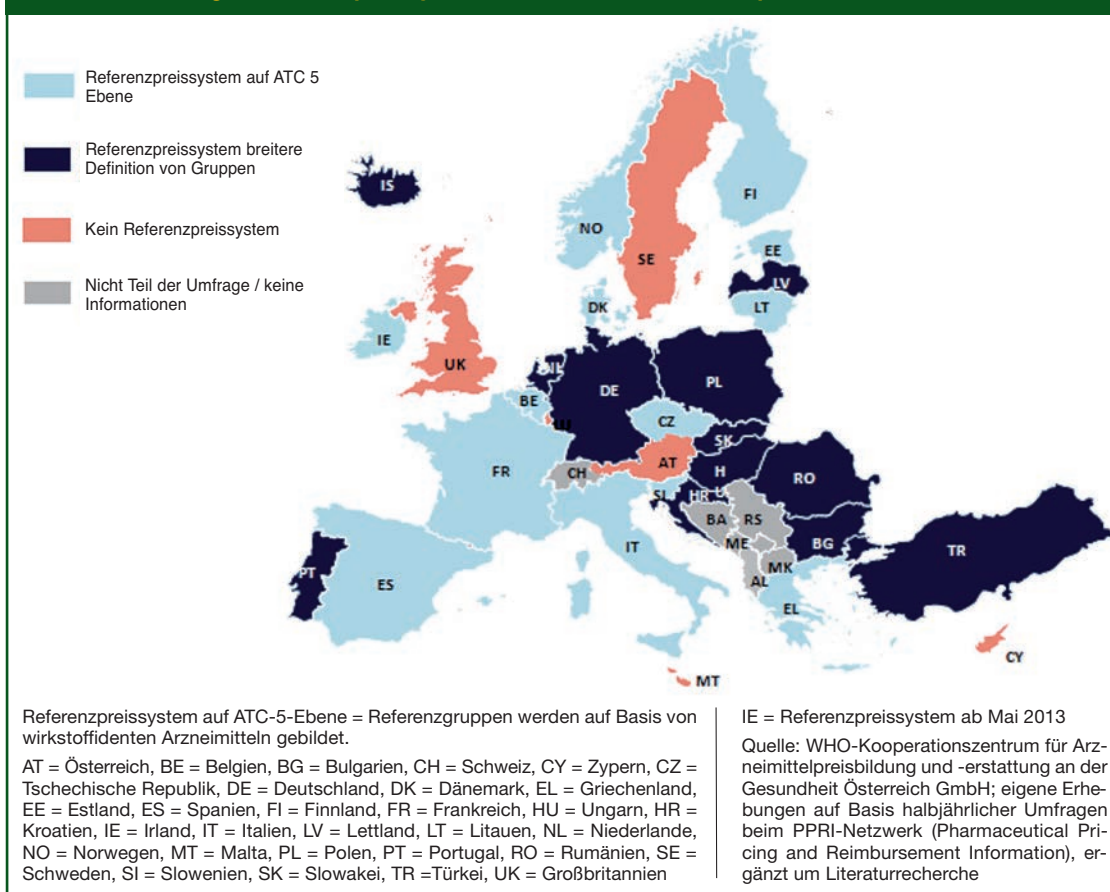 Referenzpreissystem auf ATC 5
Ebene
Referenzpreissystem breitere
Definition von Gruppen
Kein Referenzpreissystem
Nicht Teil der Umfrage / keine
Informationen
IS
NO
SE
FI
EE
LV
LT
DK
IE
UK
NL
BE
DE
PL
CZ
SK
FR
CH
AT
H
U
RO
SI
HR
BA
RS
IT
ME
BG
MK
AL
TR
PT
ES
EL
CY
MT
Referenzpreissystem auf ATC-5-Ebene = Referenzgruppen werden auf Basis von
wirkstoffidenten Arzneimitteln gebildet.
AT = Österreich, BE = Belgien, BG = Bulgarien, CH = Schweiz, CY = Zypern, CZ =
Tschechische Republik, DE = Deutschland, DK = Dänemark, EL = Griechenland,
EE = Estland, ES = Spanien, FI = Finnland, FR = Frankreich, HU = Ungarn, HR =
Kroatien, IE = Irland, IT = Italien, LV = Lettland, LT = Litauen, NL = Niederlande,
NO = Norwegen, MT = Malta, PL = Polen, PT = Portugal, RO = Rumänien, SE =
Schweden, SI = Slowenien, SK = Slowakei, TR =Türkei, UK = Großbritannien
IE = Referenzpreissystem ab Mai 2013
Quelle: WHO-Kooperationszentrum für Arz-
neimittelpreisbildung und -erstattung an der
Gesundheit Österreich GmbH; eigene Erhe-
bungen auf Basis halbjährlicher Umfragen
beim PPRI-Netzwerk (Pharmaceutical Pri-
cing and Reimbursement Information), er-
gänzt um Literaturrecherche